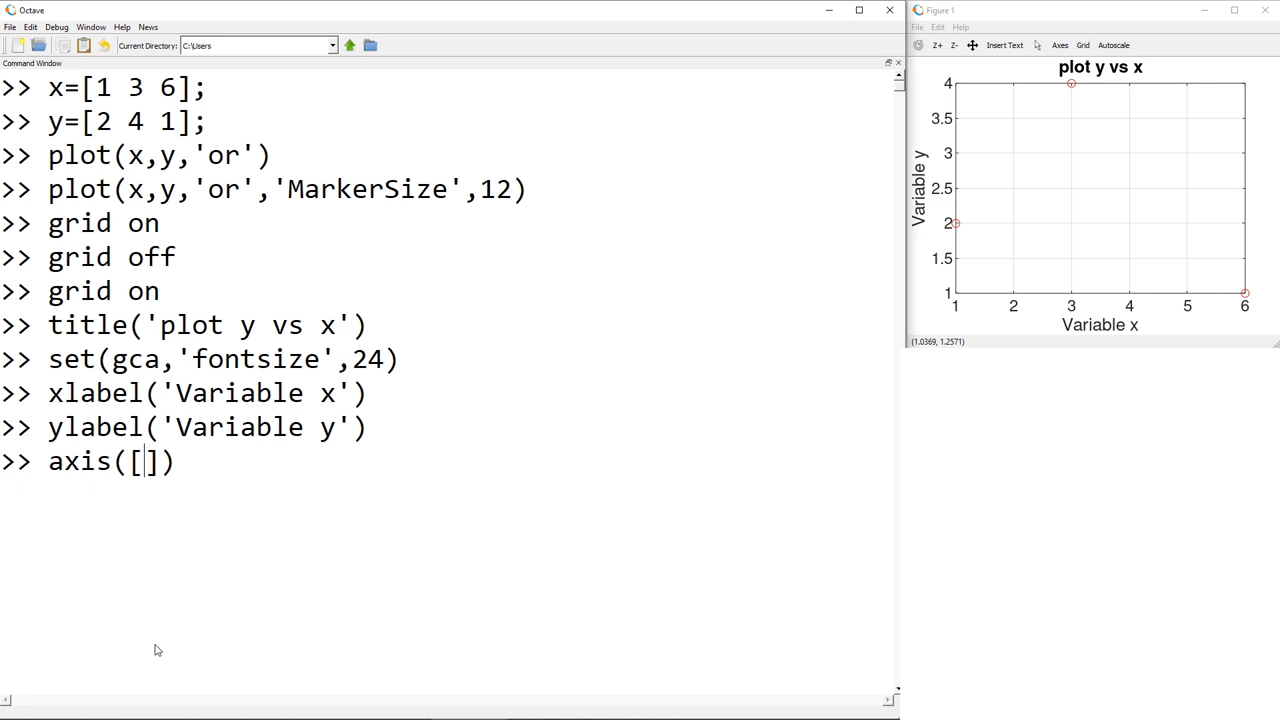 Octave
File Edit Debug Window Help News
Current Directory: C:\Users
Command Window
>> x=[1 3 6];
>> y=[2 4 1];
>> plot(x,y,'or')
>> plot(x,y,'or','MarkerSize',12)
>> grid on
>> grid off
>> grid on
>> title('plot y vs x')
>> set(gca,'fontsize',24)
>> xlabel('Variable x')
>> ylabel('Variable y')
>> axis([])
Figure 1
File Edit Help
Z+ Z- Insert Text Axes Grid Autoscale
plot y vs x
4
3.5
3
2.5
2
1.5
1
Variable y
1 2 3 4 5 6
Variable x
(1.0369, 1.2571)